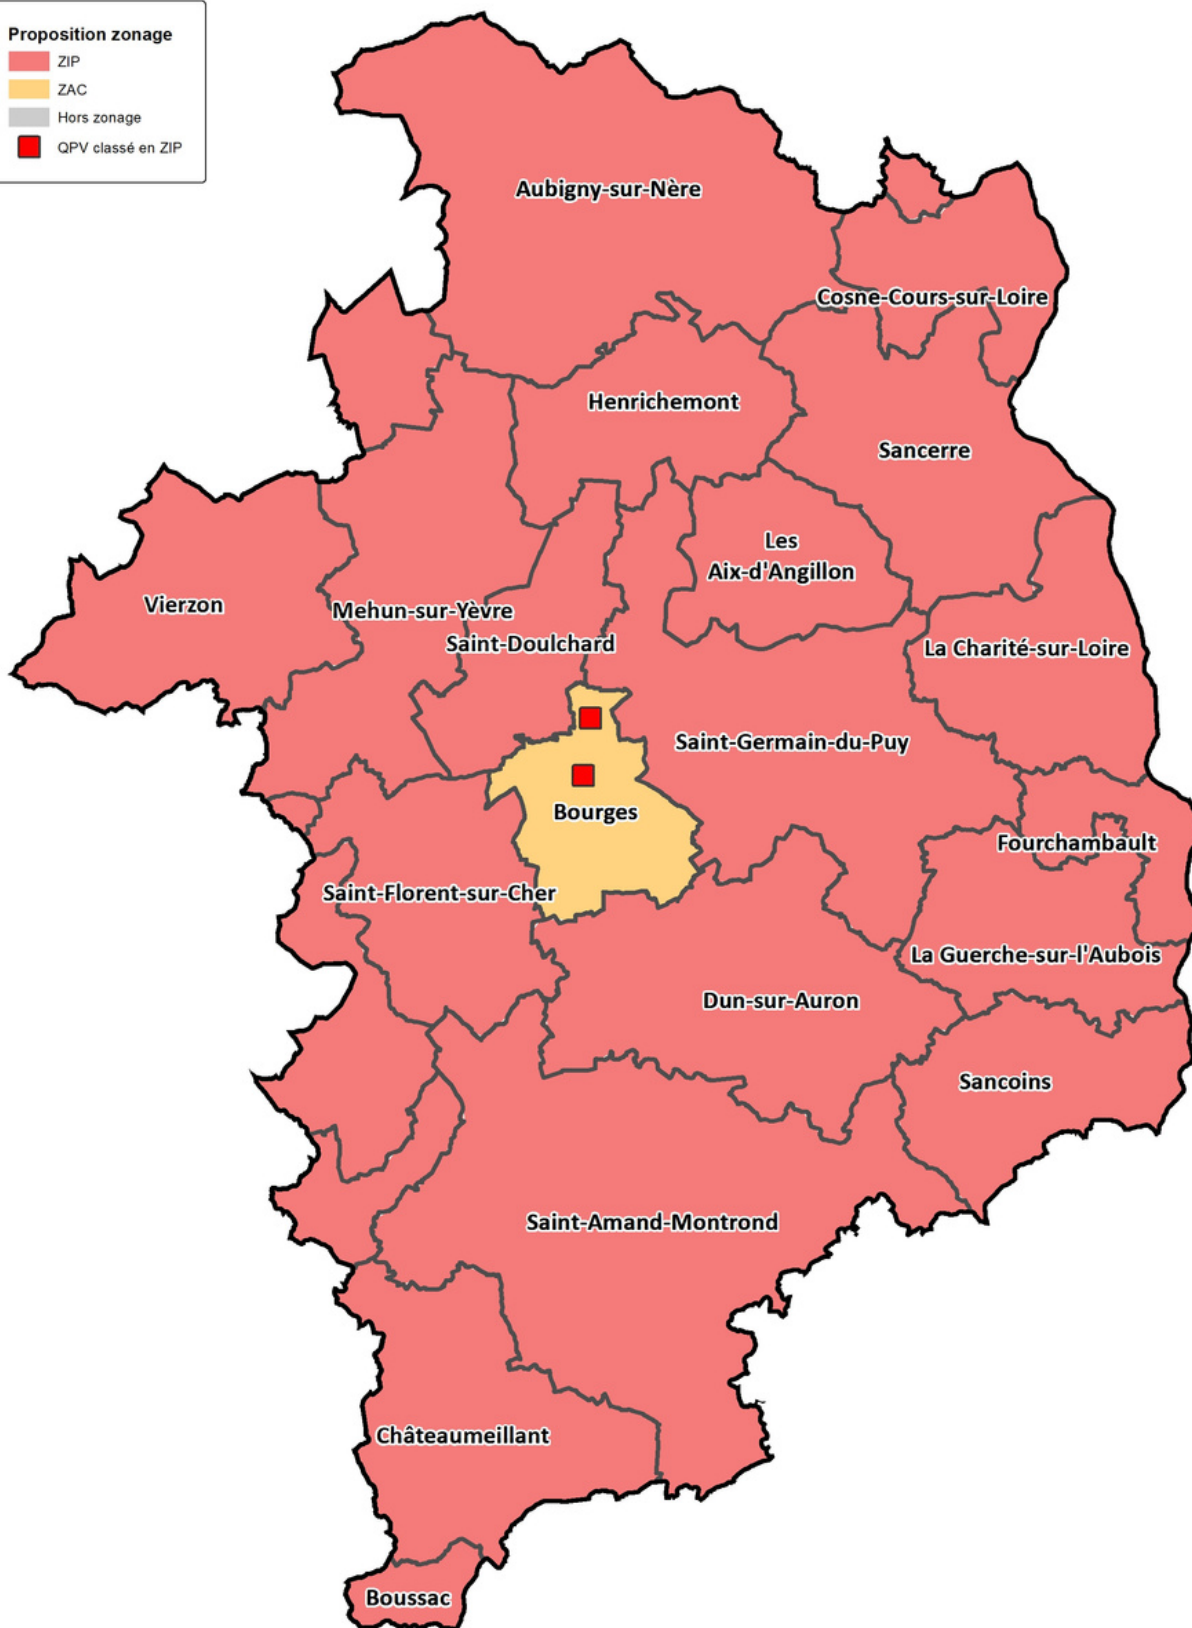 Proposition zonage
ZIP
ZAC
Hors zonage
QPV classé en ZIP
Aubigny-sur-Nère
Cosne-Cours-sur-Loire
Henrichemont
Sancerre
Les
Aix-d'Angillon
Vierzon
Mehun-sur-Yèvre
Saint-Doulchard
La Charité-sur-Loire
Saint-Germain-du-Puy
Bourges
Fourchambault
Saint-Florent-sur-Cher
La Guerche-sur-l'Aubois
Dun-sur-Auron
Sancoins
Saint-Amand-Montrond
Châteaumeillant
Boussac